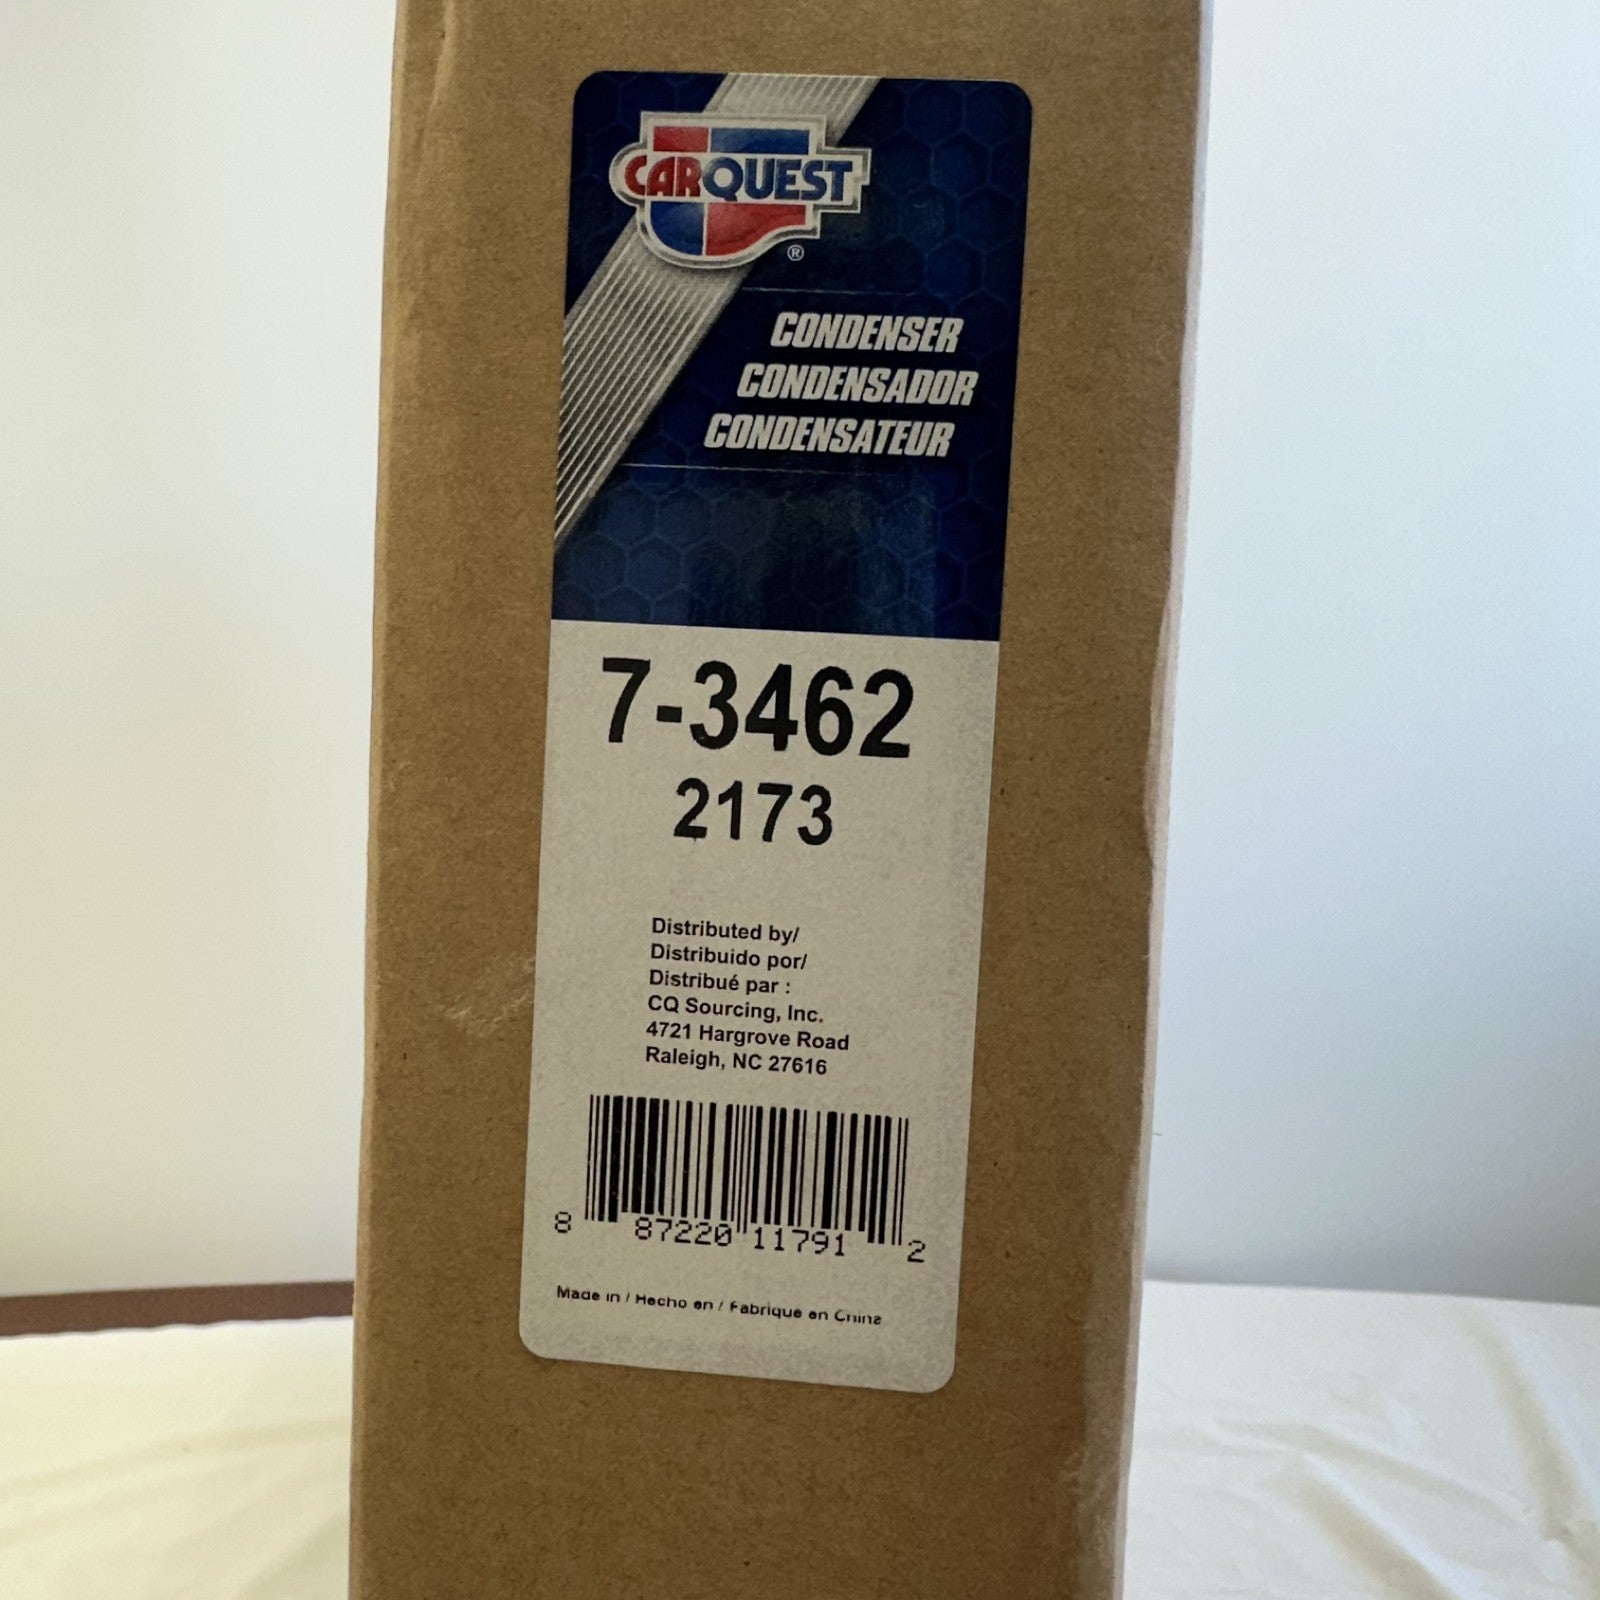 CARQUEST
®
CONDENSER
CONDENSADOR
CONDENSATEUR
7-3462
2173
Distributed by/
Distribuido por/
Distribué par :
CQ Sourcing, Inc.
4721 Hargrove Road
Raleigh, NC 27616
8 87220 11791 2
Made in / Hecho en / Fabrique en China